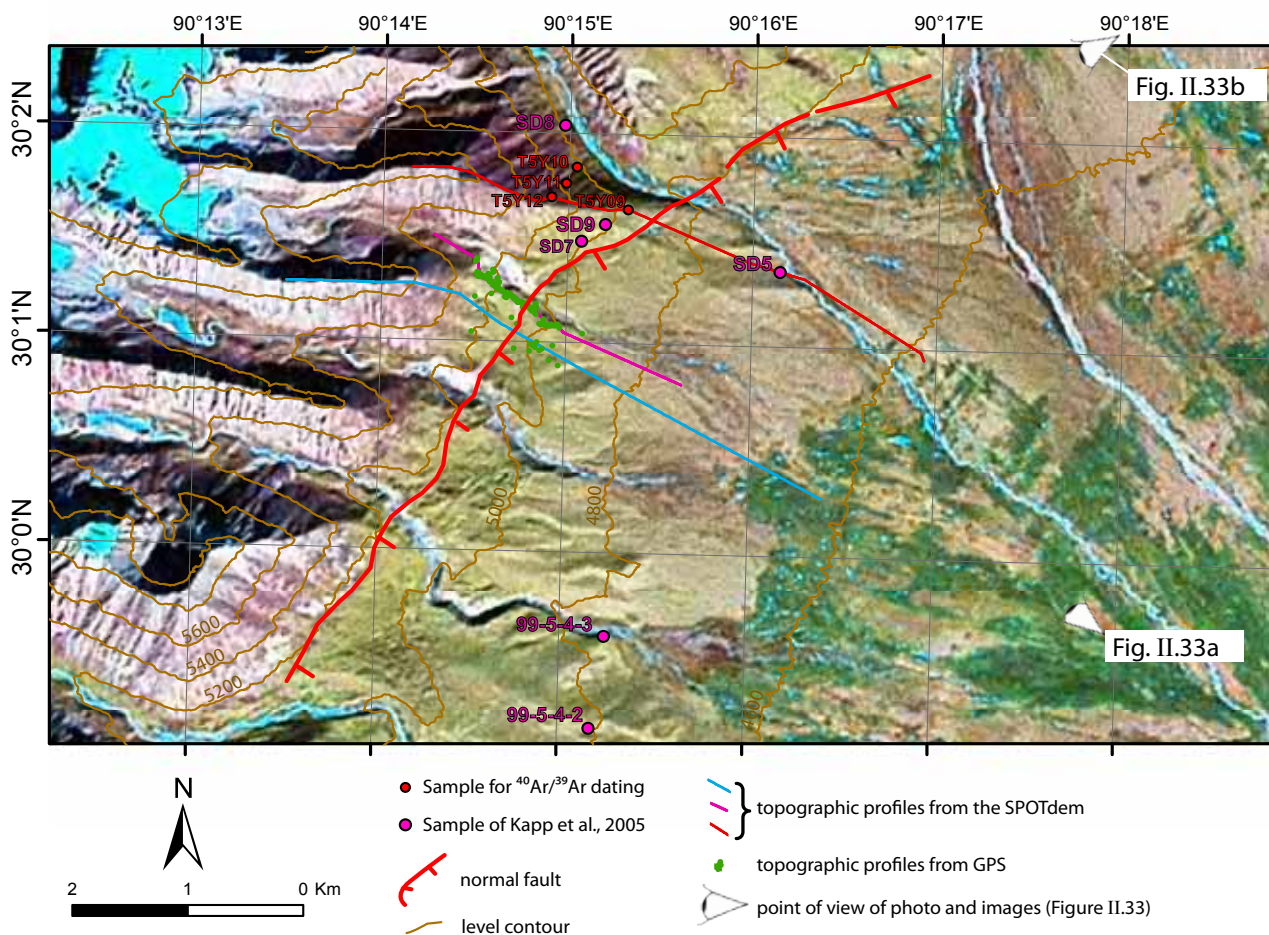 90°13'E 90°14'E 90°15'E 90°16'E 90°17'E 90°18'E
30°2'N
30°1'N
30°0'N
Fig. II.33b
SD8
T5Y10
T5Y11
T5Y12
T5Y09
SD9
SD7
SD5
5000
4800
99-5-4-3
Fig. II.33a
5600
5400
5200
99-5-4-2
N
2 1 0 Km
Sample for ⁴⁰Ar/³⁹Ar dating
Sample of Kapp et al., 2005
normal fault
level contour
topographic profiles from the SPOTdem
topographic profiles from GPS
point of view of photo and images (Figure II.33)